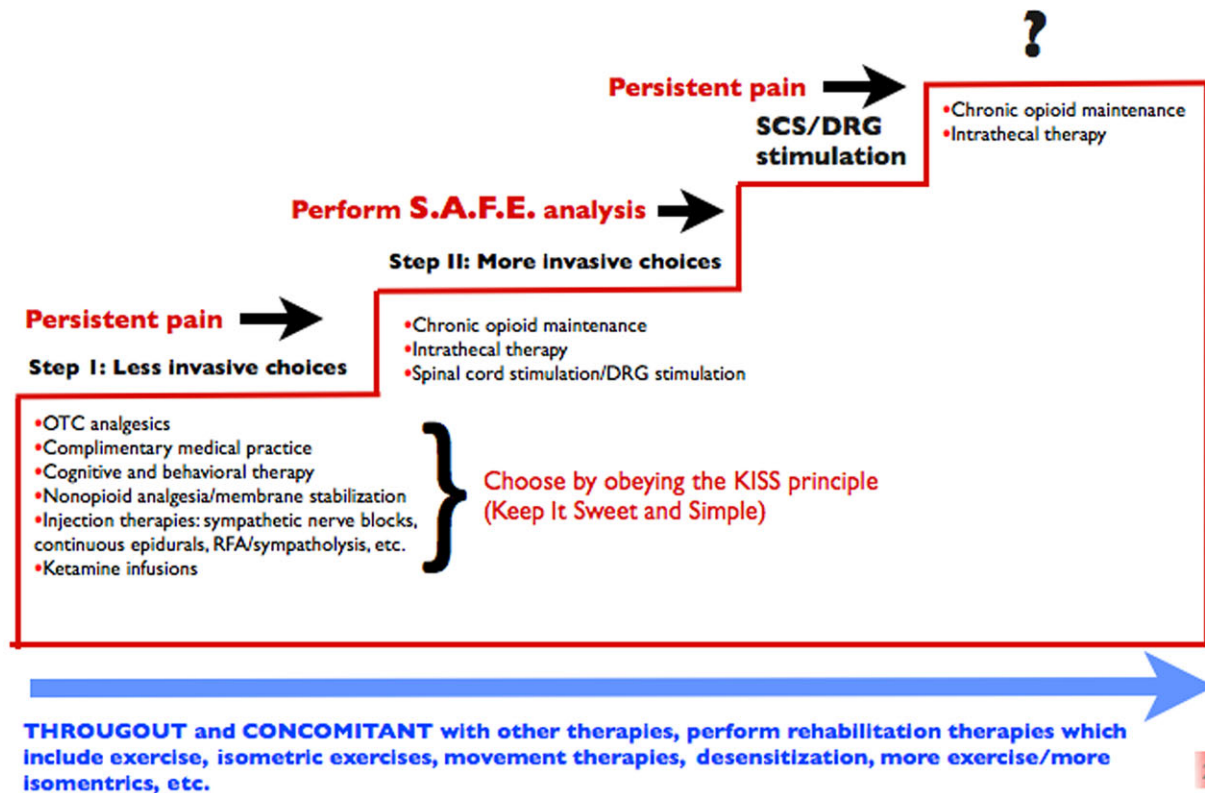 ?
Persistent pain
SCS/DRG
stimulation
•Chronic opioid maintenance
•Intrathecal therapy
Perform S.A.F.E. analysis
Step II: More invasive choices
•Chronic opioid maintenance
•Intrathecal therapy
•Spinal cord stimulation/DRG stimulation
Persistent pain
Step I: Less invasive choices
•OTC analgesics
•Complimentary medical practice
•Cognitive and behavioral therapy
•Nonopioid analgesia/membrane stabilization
•Injection therapies: sympathetic nerve blocks,
continuous epidurals, RFA/sympatholysis, etc.
•Ketamine infusions
Choose by obeying the KISS principle
(Keep It Sweet and Simple)
THROUGOUT and CONCOMITANT with other therapies, perform rehabilitation therapies which
include exercise, isometric exercises, movement therapies, desensitization, more exercise/more
isomentrics, etc.